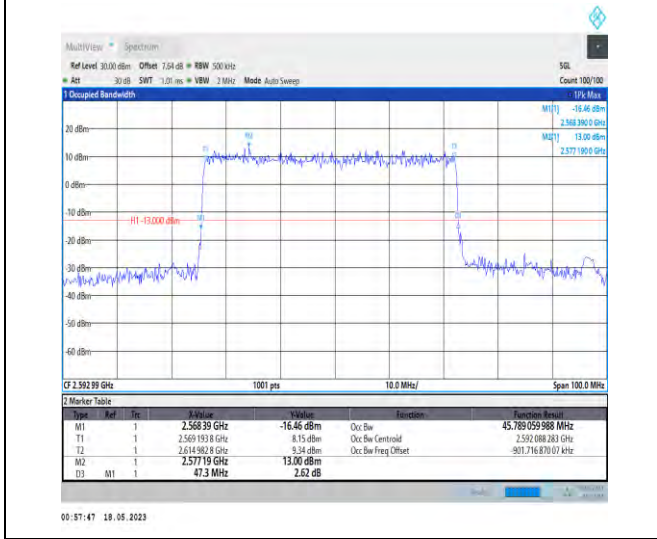 MultiView Spectrum
Ref Level 30.00 dBm Offset 7.64 dB RBW 500 kHz SGL
Att 30 dB SWT 1.01 ms VBW 2 MHz Mode Auto Sweep Count 100/100
1 Occupied Bandwidth 1Pk Max
M1[1] -16.46 dBm
2.568 390 0 GHz
20 dBm
M2[1] 13.00 dBm
2.577 190 0 GHz
10 dBm
0 dBm
-10 dBm
H1 -13.000 dBm M1
-20 dBm
-30 dBm
-40 dBm
-50 dBm
-60 dBm
CF 2.592 99 GHz 1001 pts 10.0 MHz/ Span 100.0 MHz
2 Marker Table
Type Ref Trc X-Value Y-Value Function Function Result
M1 1 2.568 39 GHz -16.46 dBm Occ Bw 45.789 059 988 MHz
T1 1 2.569 193 8 GHz 8.15 dBm Occ Bw Centroid 2.592 088 283 GHz
T2 1 2.614 982 8 GHz 9.34 dBm Occ Bw Freq Offset -901.716 870 07 kHz
M2 1 2.577 19 GHz 13.00 dBm
D3 M1 1 47.3 MHz 2.62 dB
00:57:47 18.05.2023